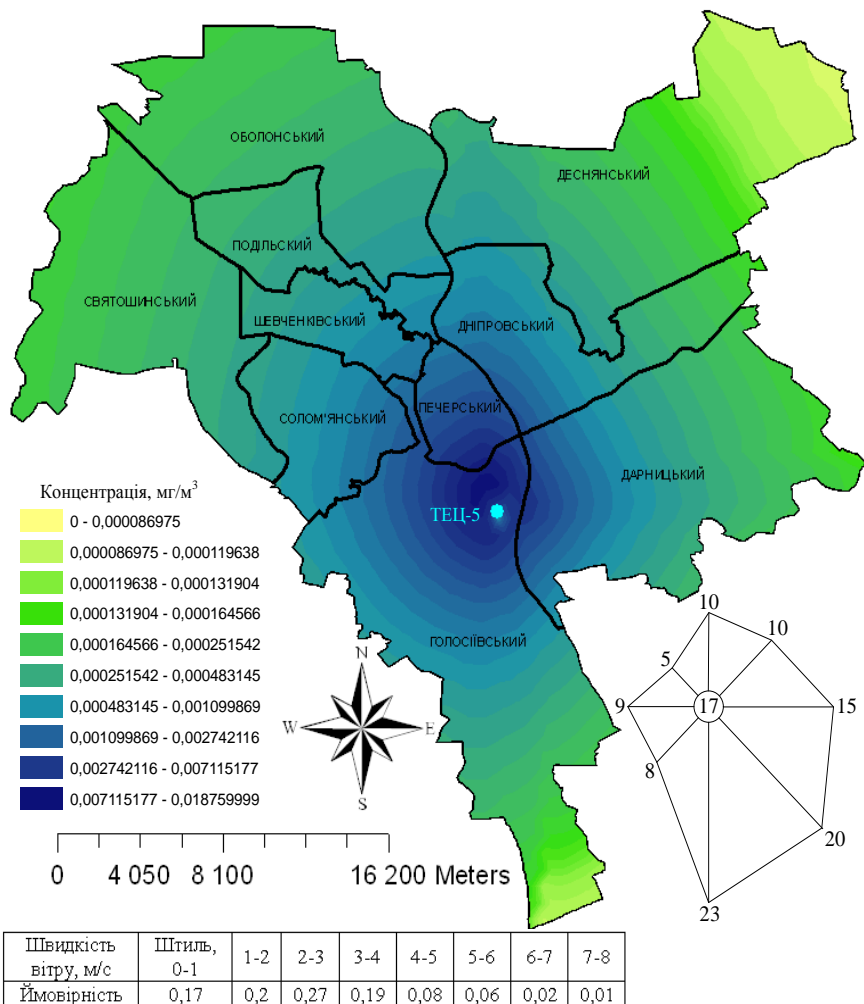 ОБОЛОНСЬКИЙ
ДЕСНЯНСЬКИЙ
ПОДІЛЬСКИЙ
СВЯТОШИНСЬКИЙ
ШЕВЧЕНКІВСЬКИЙ
ДНІПРОВСЬКИЙ
СОЛОМ'ЯНСЬКИЙ
ПЕЧЕРСЬКИЙ
ДАРНИЦЬКИЙ
ТЕЦ-5
ГОЛОСІЇВСЬКИЙ
Концентрація, мг/м³
0 - 0,000086975
0,000086975 - 0,000119638
0,000119638 - 0,000131904
0,000131904 - 0,000164566
0,000164566 - 0,000251542
0,000251542 - 0,000483145
0,000483145 - 0,001099869
0,001099869 - 0,002742116
0,002742116 - 0,007115177
0,007115177 - 0,018759999
N
W E
S
10
10
5
9 17 15
8
20
23
0 4 050 8 100 16 200 Meters
Швидкість вітру, м/с Штиль, 0-1 1-2 2-3 3-4 4-5 5-6 6-7 7-8
Ймовірність 0,17 0,2 0,27 0,19 0,08 0,06 0,02 0,01